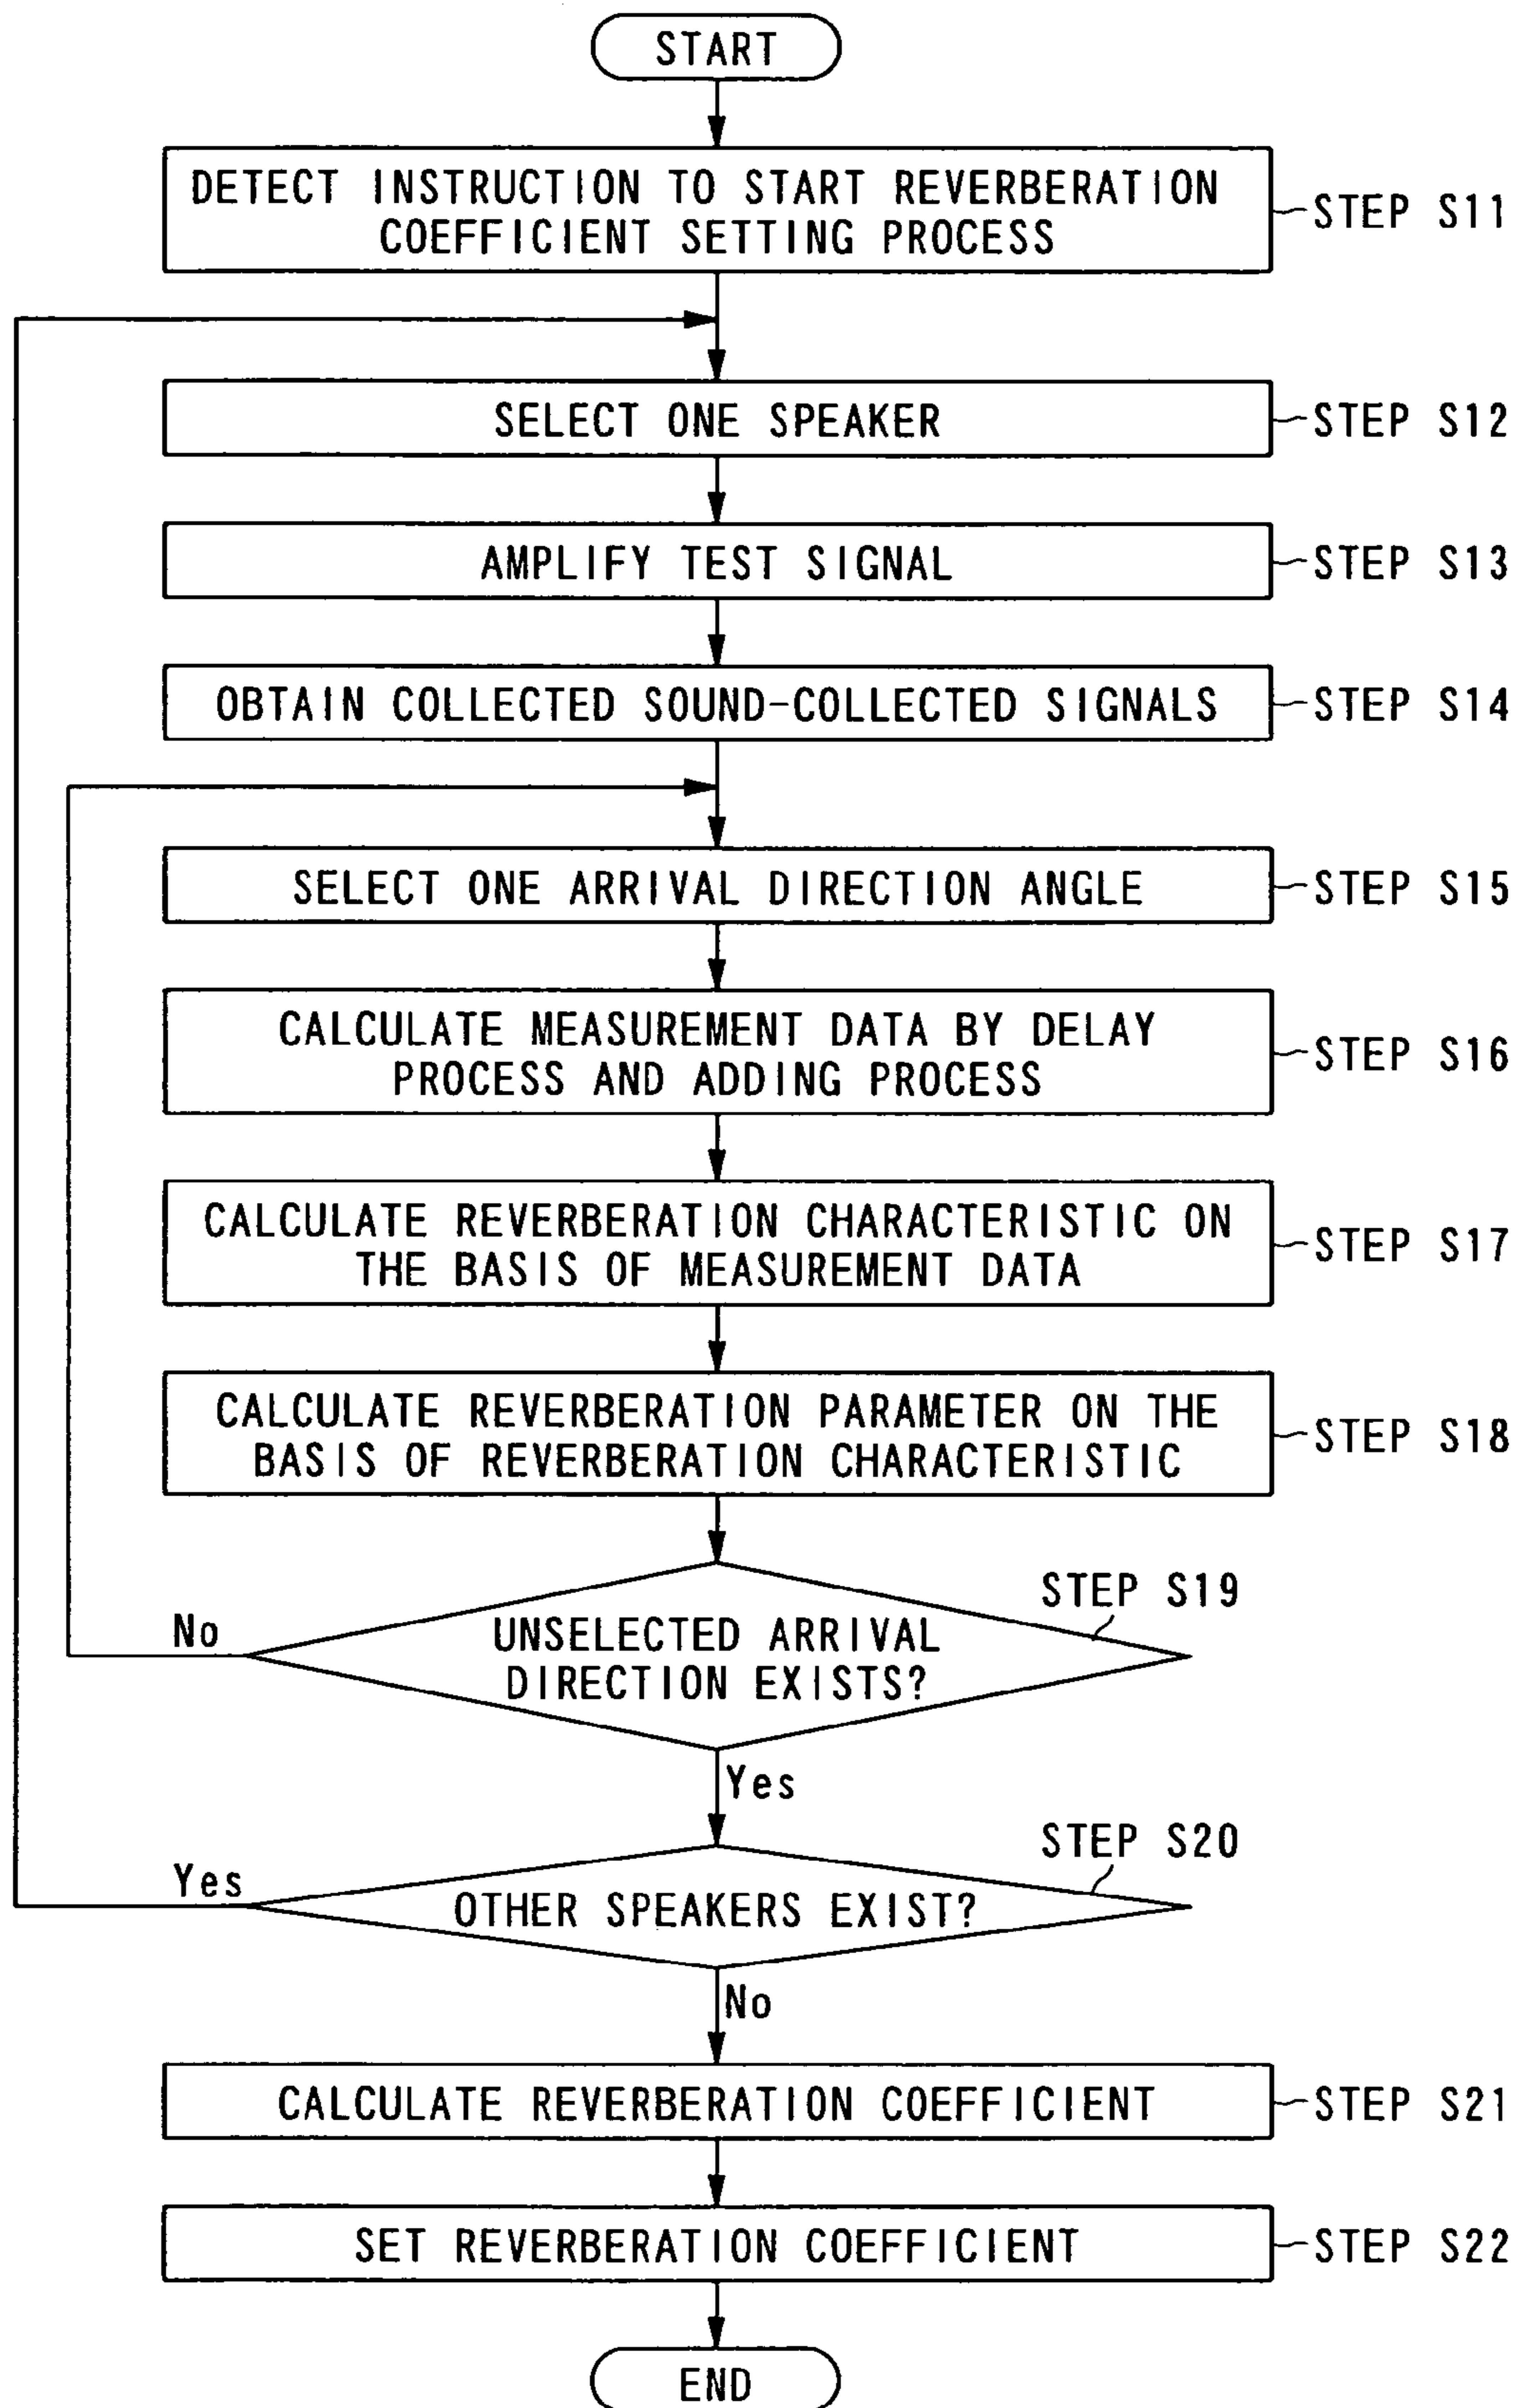 START
DETECT INSTRUCTION TO START REVERBERATION
COEFFICIENT SETTING PROCESS
STEP S11
SELECT ONE SPEAKER
STEP S12
AMPLIFY TEST SIGNAL
STEP S13
OBTAIN COLLECTED SOUND-COLLECTED SIGNALS
STEP S14
SELECT ONE ARRIVAL DIRECTION ANGLE
STEP S15
CALCULATE MEASUREMENT DATA BY DELAY
PROCESS AND ADDING PROCESS
STEP S16
CALCULATE REVERBERATION CHARACTERISTIC ON
THE BASIS OF MEASUREMENT DATA
STEP S17
CALCULATE REVERBERATION PARAMETER ON THE
BASIS OF REVERBERATION CHARACTERISTIC
STEP S18
STEP S19
No
UNSELECTED ARRIVAL
DIRECTION EXISTS?
Yes
STEP S20
Yes
OTHER SPEAKERS EXIST?
No
CALCULATE REVERBERATION COEFFICIENT
STEP S21
SET REVERBERATION COEFFICIENT
STEP S22
END